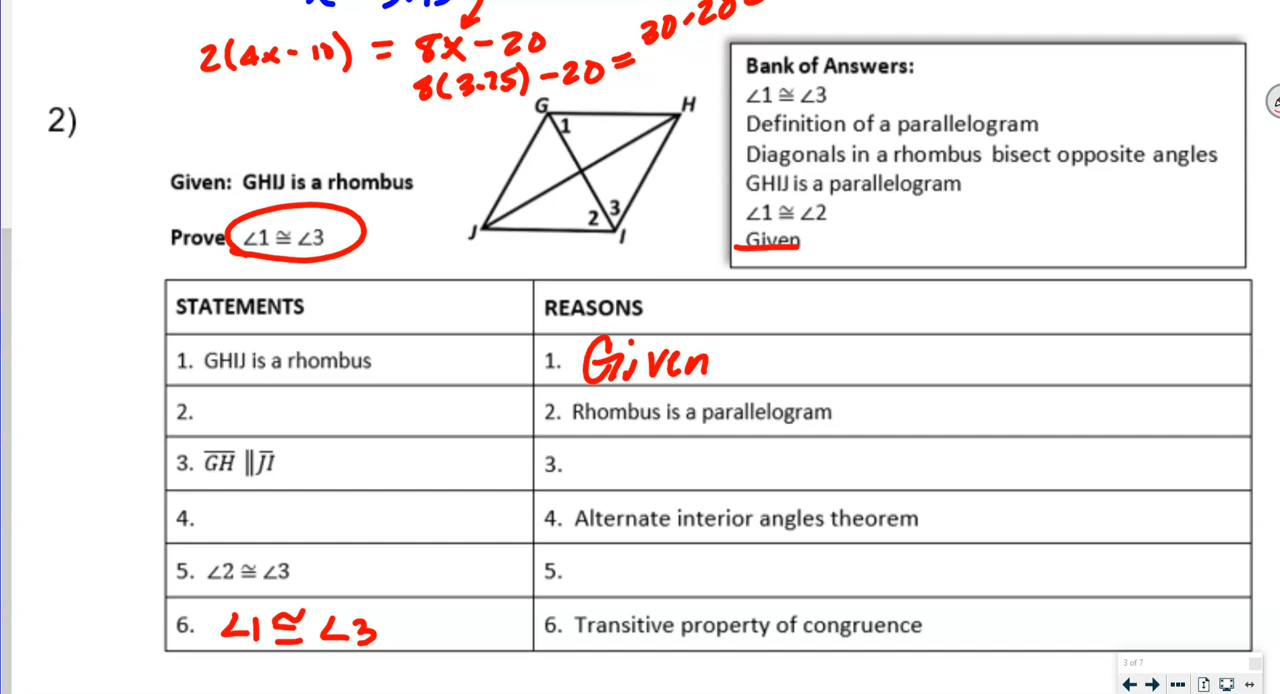 2(4x - 10) = 8x - 20
8(3.75) - 20 = 30 - 20
2)
Given: GHIJ is a rhombus
Prove ∠1 ≅ ∠3
G
H
1
2
3
J
I
Bank of Answers:
∠1 ≅ ∠3
Definition of a parallelogram
Diagonals in a rhombus bisect opposite angles
GHIJ is a parallelogram
∠1 ≅ ∠2
Given
STATEMENTS REASONS
1. GHIJ is a rhombus 1. Given
2. 2. Rhombus is a parallelogram
3. G̅H̅ ∥ J̅I̅ 3.
4. 4. Alternate interior angles theorem
5. ∠2 ≅ ∠3 5.
6. ∠1 ≅ ∠3 6. Transitive property of congruence
3 of 7